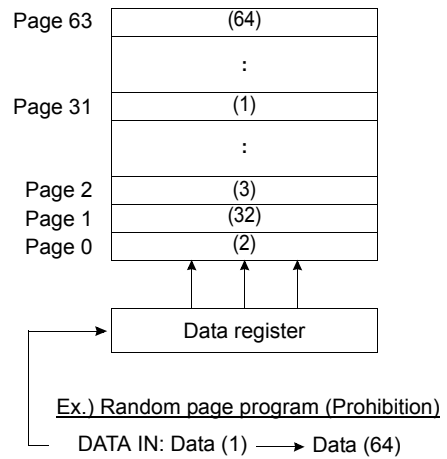 Page 63 (64)
:
Page 31 (1)
:
Page 2 (3)
Page 1 (32)
Page 0 (2)
Data register
Ex.) Random page program (Prohibition)
DATA IN: Data (1) Data (64)